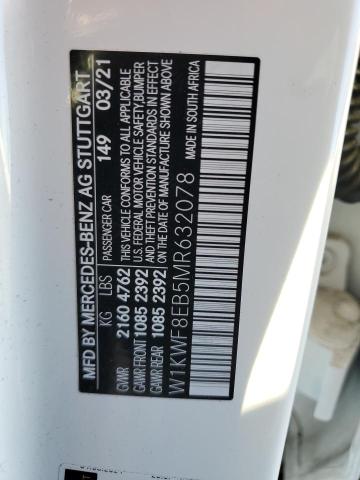 MFD BY MERCEDES-BENZ AG STUTTGART
KG LBS PASSENGER CAR 149 03/21
GVWR 2160 4762 THIS VEHICLE CONFORMS TO ALL APPLICABLE
GAWR FRONT 1085 2392 U.S. FEDERAL MOTOR VEHICLE SAFETY, BUMPER
GAWR REAR 1085 2392 AND THEFT PREVENTION STANDARDS IN EFFECT
ON THE DATE OF MANUFACTURE SHOWN ABOVE
W1KWF8EB5MR632078 MADE IN SOUTH AFRICA